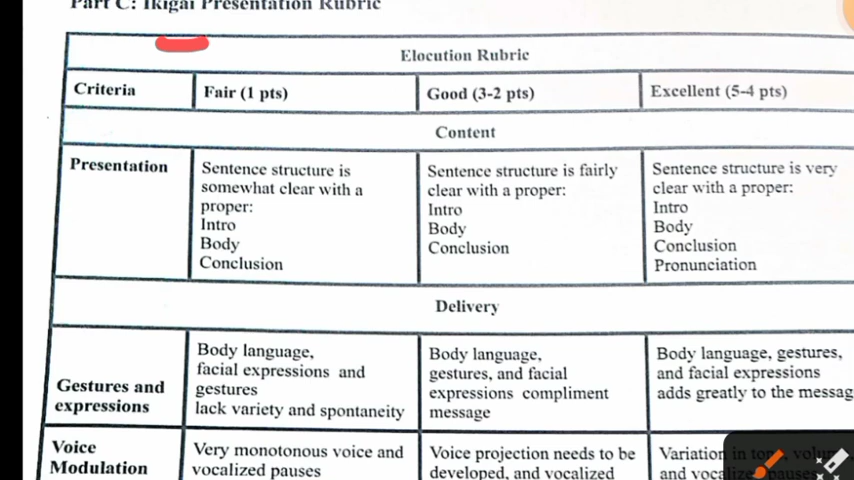 Part C: Ikigai Presentation Rubric
Elocution Rubric
Criteria
Fair (1 pts)
Good (3-2 pts)
Excellent (5-4 pts)
Content
Presentation
Sentence structure is
somewhat clear with a
proper:
Intro
Body
Conclusion
Sentence structure is fairly
clear with a proper:
Intro
Body
Conclusion
Sentence structure is very
clear with a proper:
Intro
Body
Conclusion
Pronunciation
Delivery
Gestures and
expressions
Body language,
facial expressions and
gestures
lack variety and spontaneity
Body language,
gestures, and facial
expressions compliment
message
Body language, gestures,
and facial expressions
adds greatly to the messag
Voice
Modulation
Very monotonous voice and
vocalized pauses
Voice projection needs to be
developed, and vocalized
Variation in tone, volum
and vocalized pauses